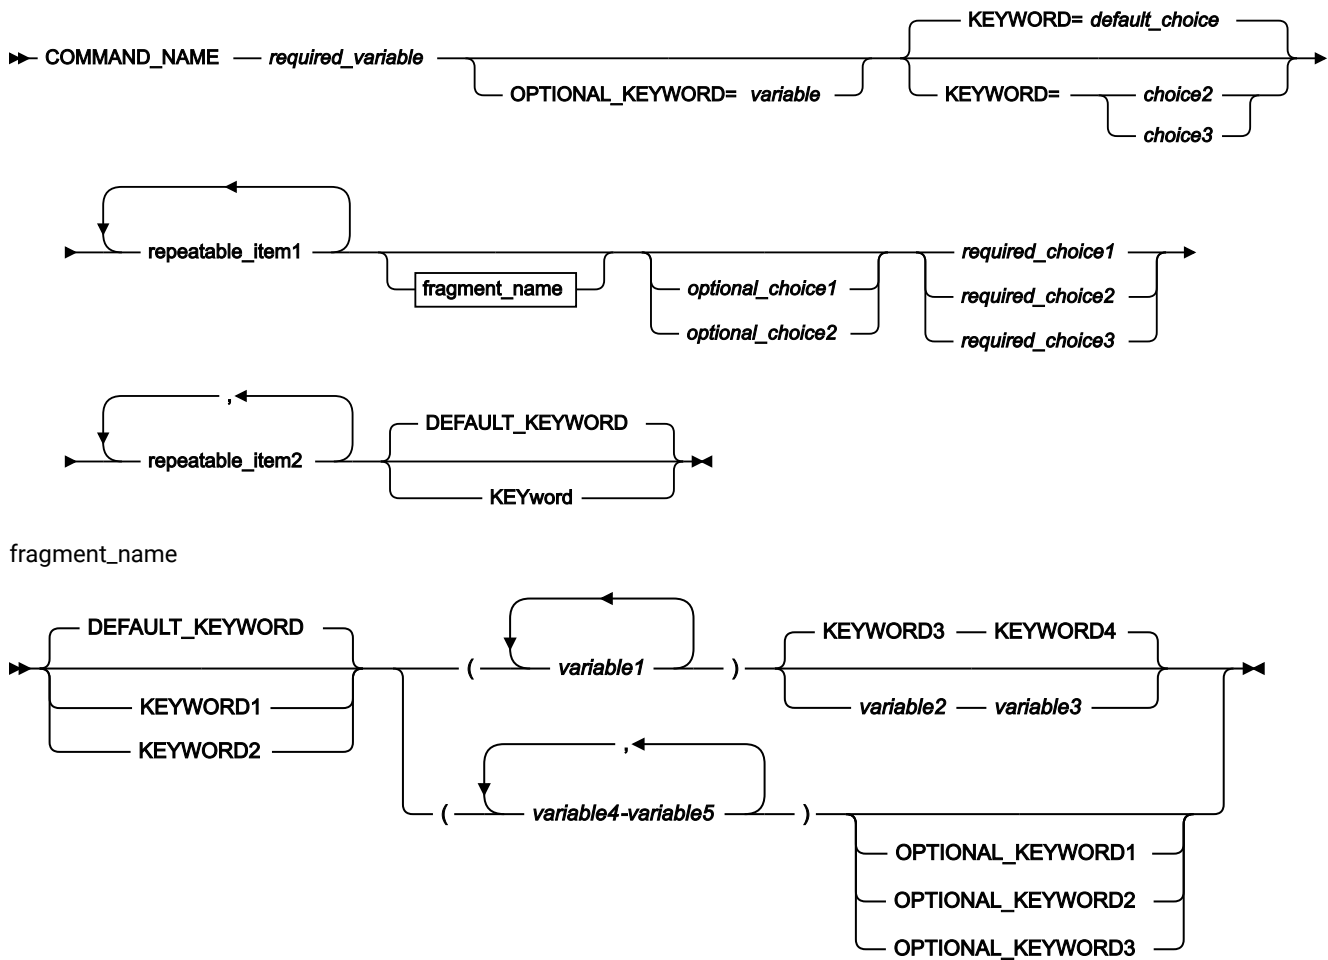 KEYWORD= default_choice
COMMAND_NAME required_variable
OPTIONAL_KEYWORD= variable KEYWORD= choice2
choice3
repeatable_item1 required_choice1
fragment_name optional_choice1 required_choice2
optional_choice2 required_choice3
,
DEFAULT_KEYWORD
repeatable_item2
KEYword
fragment_name
DEFAULT_KEYWORD KEYWORD3 KEYWORD4
( variable1 )
KEYWORD1 variable2 variable3
KEYWORD2 ,
( variable4-variable5 )
OPTIONAL_KEYWORD1
OPTIONAL_KEYWORD2
OPTIONAL_KEYWORD3